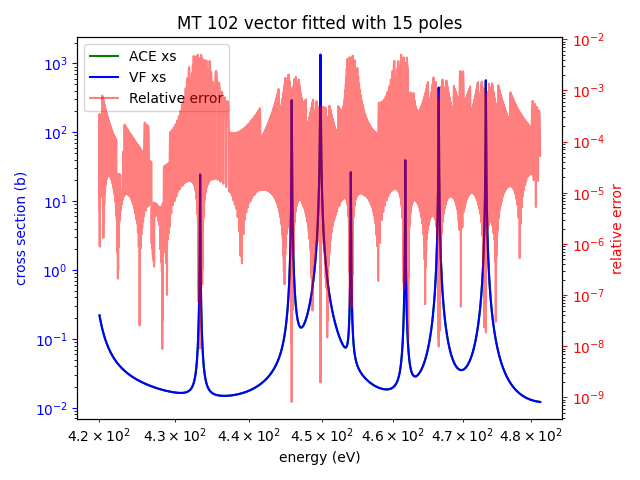 MT 102 vector fitted with 15 poles
ACE xs
VF xs
Relative error
cross section (b)
10³
10²
10¹
10⁰
10⁻¹
10⁻²
relative error
10⁻²
10⁻³
10⁻⁴
10⁻⁵
10⁻⁶
10⁻⁷
10⁻⁸
10⁻⁹
4.2 × 10² 4.3 × 10² 4.4 × 10² 4.5 × 10² 4.6 × 10² 4.7 × 10² 4.8 × 10²
energy (eV)